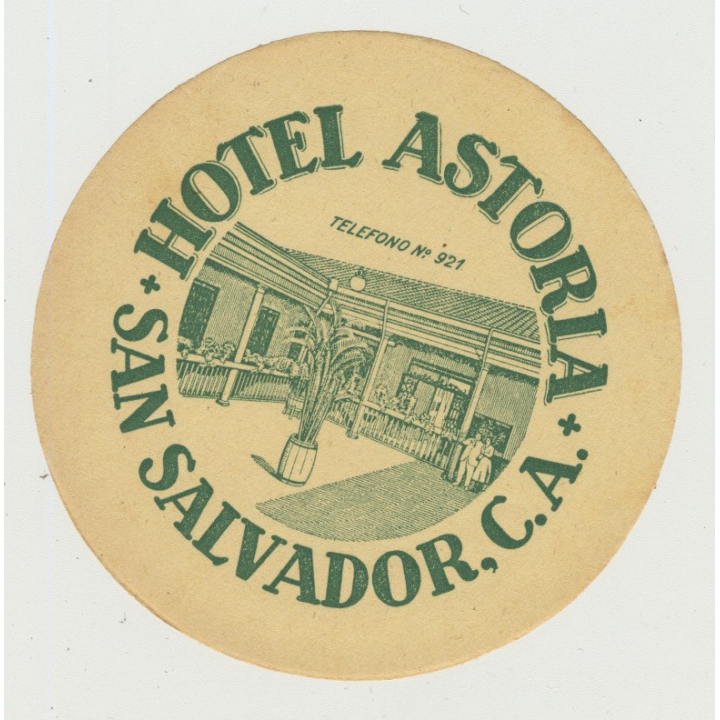 HOTEL ASTORIA
TELEFONO Nº 921
SAN SALVADOR, C.A.